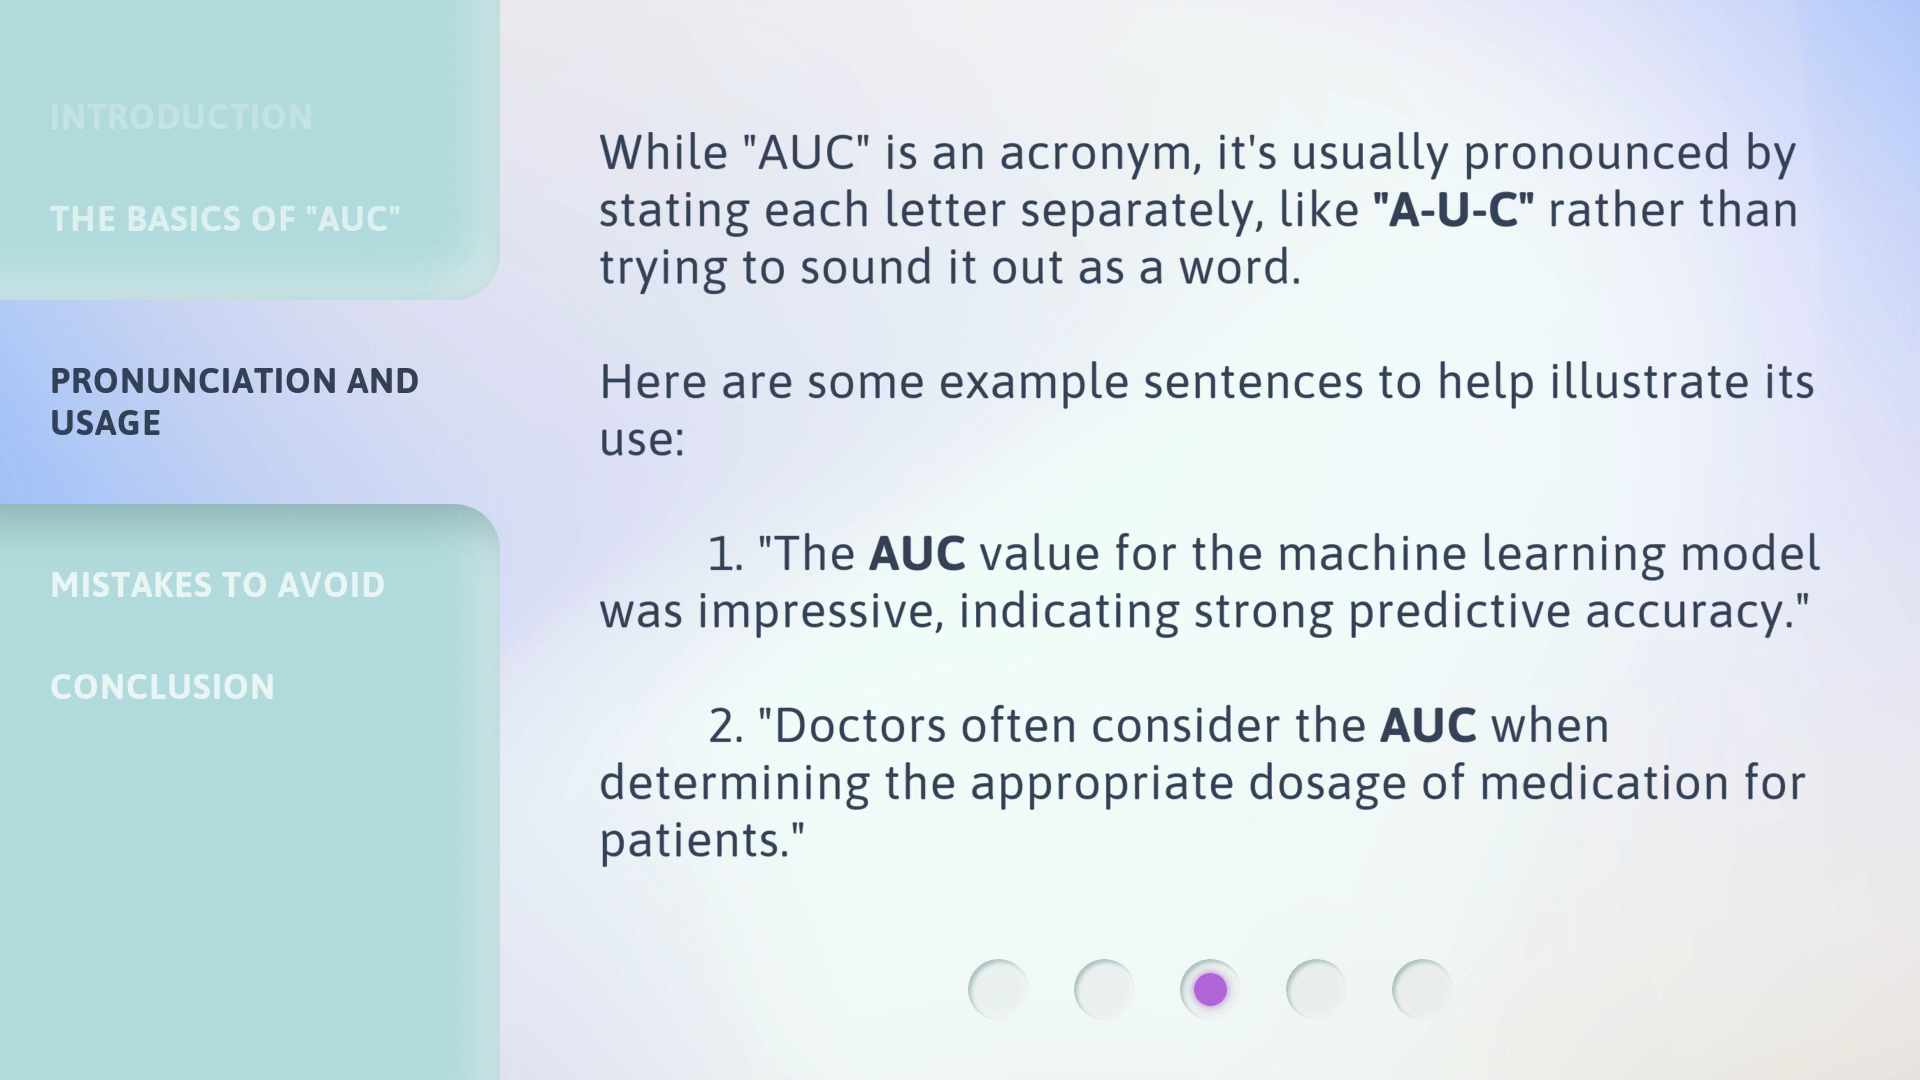 INTRODUCTION
THE BASICS OF "AUC"
PRONUNCIATION AND
USAGE
MISTAKES TO AVOID
CONCLUSION
While "AUC" is an acronym, it's usually pronounced by
stating each letter separately, like "A-U-C" rather than
trying to sound it out as a word.
Here are some example sentences to help illustrate its
use:
1. "The AUC value for the machine learning model
was impressive, indicating strong predictive accuracy."
2. "Doctors often consider the AUC when
determining the appropriate dosage of medication for
patients."